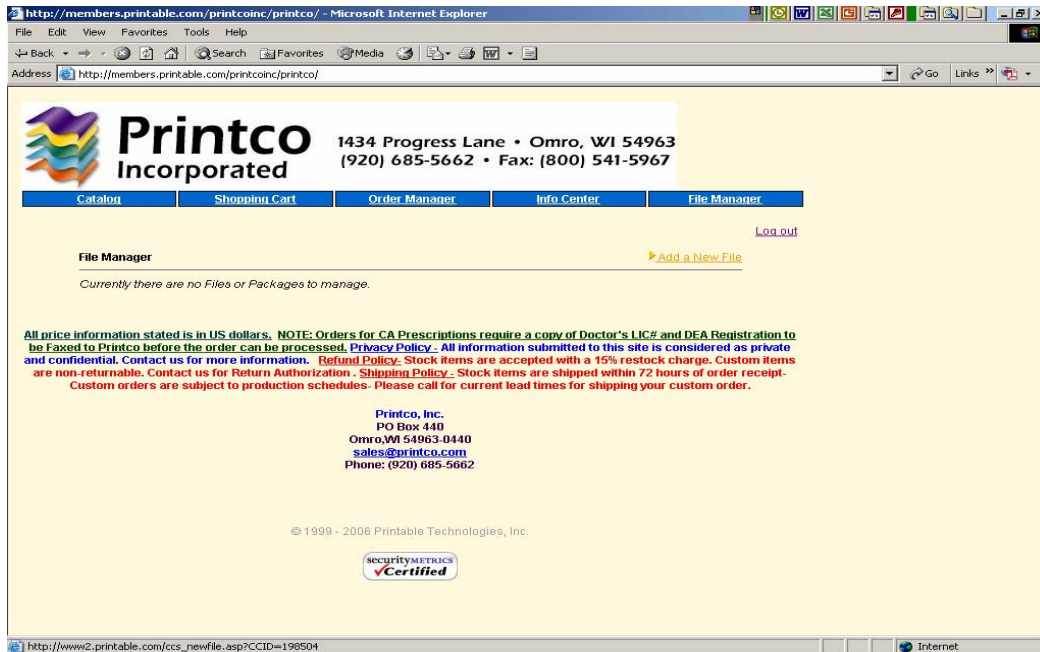 http://members.printable.com/printcoinc/printco/ - Microsoft Internet Explorer
File Edit View Favorites Tools Help
Back Search Favorites Media
Address http://members.printable.com/printcoinc/printco/ Go Links »
Printco
Incorporated
1434 Progress Lane • Omro, WI 54963
(920) 685-5662 • Fax: (800) 541-5967
Catalog Shopping Cart Order Manager Info Center File Manager
Log out
File Manager Add a New File
Currently there are no Files or Packages to manage.
All price information stated is in US dollars. NOTE: Orders for CA Prescriptions require a copy of Doctor's LIC# and DEA Registration to
be Faxed to Printco before the order can be processed. Privacy Policy - All information submitted to this site is considered as private
and confidential. Contact us for more information. Refund Policy- Stock items are accepted with a 15% restock charge. Custom items
are non-returnable. Contact us for Return Authorization . Shipping Policy - Stock items are shipped within 72 hours of order receipt-
Custom orders are subject to production schedules- Please call for current lead times for shipping your custom order.
Printco, Inc.
PO Box 440
Omro,WI 54963-0440
sales@printco.com
Phone: (920) 685-5662
© 1999 - 2006 Printable Technologies, Inc.
securityMETRICS
Certified
http://www2.printable.com/ccs_newfile.asp?CCID=198504 Internet